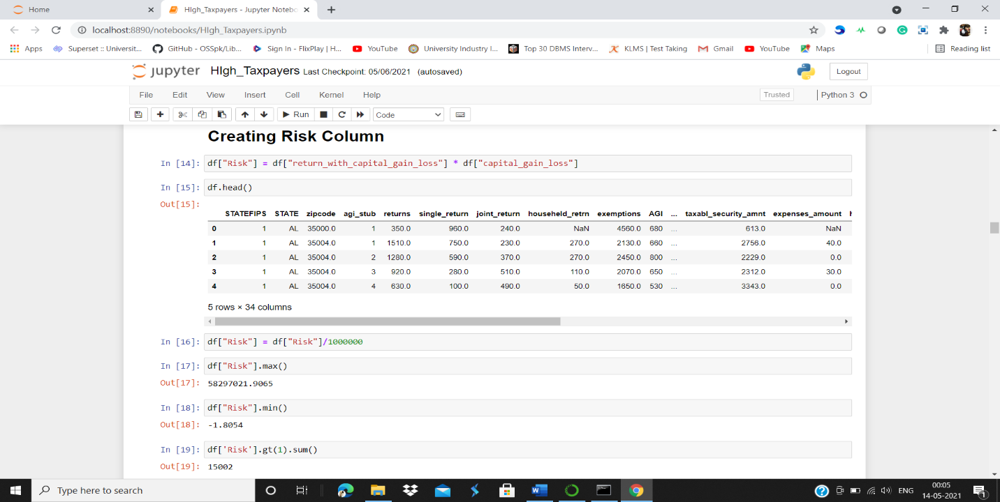 Home
HIgh_Taxpayers - Jupyter Notebo
localhost:8890/notebooks/HIgh_Taxpayers.ipynb
Apps Superset :: Universit... GitHub - OSSpk/Lib... Sign In - FlixPlay | H... YouTube University Industry I... Top 30 DBMS Interv... KLMS | Test Taking Gmail YouTube Maps Reading list
jupyter HIgh_Taxpayers Last Checkpoint: 05/06/2021 (autosaved) Logout
File Edit View Insert Cell Kernel Help Trusted Python 3
Run Code
Creating Risk Column
In [14]: df["Risk"] = df["return_with_capital_gain_loss"] * df["capital_gain_loss"]
In [15]: df.head()
Out[15]:
STATEFIPS STATE zipcode agi_stub returns single_return joint_return househeld_retrn exemptions AGI ... taxabl_security_amnt expenses_amount
0 1 AL 35000.0 1 350.0 960.0 240.0 NaN 4560.0 680 ... 613.0 NaN
1 1 AL 35004.0 1 1510.0 750.0 230.0 270.0 2130.0 660 ... 2756.0 40.0
2 1 AL 35004.0 2 1280.0 590.0 370.0 270.0 2450.0 800 ... 2229.0 0.0
3 1 AL 35004.0 3 920.0 280.0 510.0 110.0 2070.0 650 ... 2312.0 30.0
4 1 AL 35004.0 4 630.0 100.0 490.0 50.0 1650.0 530 ... 3343.0 0.0
5 rows × 34 columns
In [16]: df["Risk"] = df["Risk"]/1000000
In [17]: df["Risk"].max()
Out[17]: 58297021.9065
In [18]: df["Risk"].min()
Out[18]: -1.8054
In [19]: df['Risk'].gt(1).sum()
Out[19]: 15002
Type here to search
ENG
00:05
14-05-2021
1